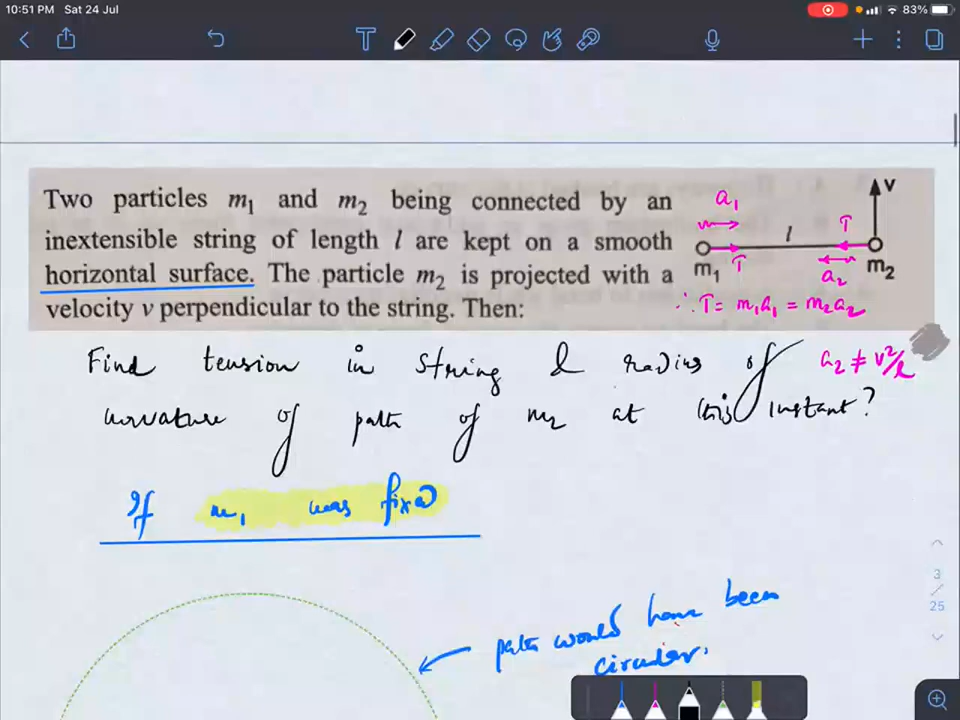 10:51 PM Sat 24 Jul
83%
Two particles m₁ and m₂ being connected by an
inextensible string of length l are kept on a smooth
horizontal surface. The particle m₂ is projected with a
velocity v perpendicular to the string. Then:
a₁
v
T
l
m₁
T
a₂
m₂
∴ T = m₁a₁ = m₂a₂
Find tension in string & radius of
a₂ ≠ v²/l
curvature of path of m₂ at this instant?
If m₁ was fixed
path would have been
circular.
3
/
25